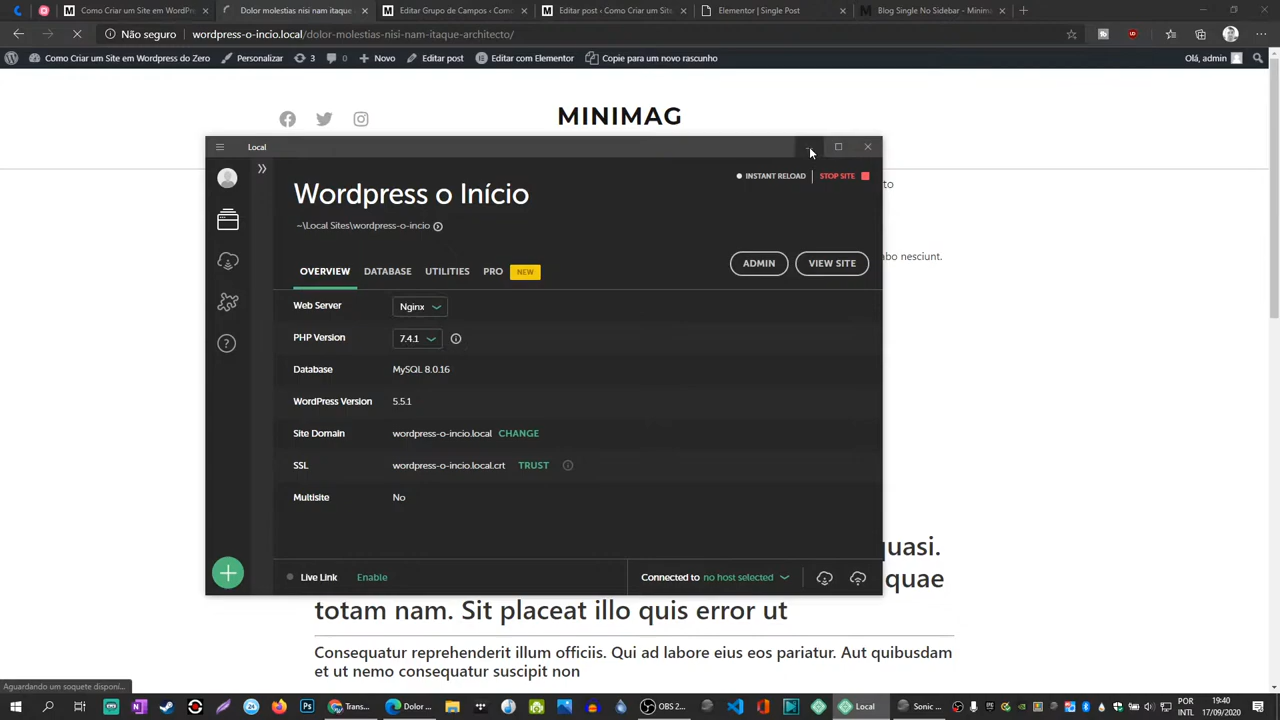 Como Criar um Site em WordPr
Dolor molestias nisi nam itaque
Editar Grupo de Campos ‹ Com
Editar post ‹ Como Criar um Site
Elementor | Single Post
Blog Single No Sidebar - Minima
Não seguro
wordpress-o-incio.local/dolor-molestias-nisi-nam-itaque-architecto/
Como Criar um Site em Wordpress do Zero
Personalizar
3
0
Novo
Editar post
Editar com Elementor
Copie para um novo rascunho
Olá, admin
MINIMAG
Local
INSTANT RELOAD
STOP SITE
Wordpress o Início
~\Local Sites\wordpress-o-incio
OVERVIEW
DATABASE
UTILITIES
PRO
NEW
ADMIN
VIEW SITE
Web Server
Nginx
PHP Version
7.4.1
Database
MySQL 8.0.16
WordPress Version
5.5.1
Site Domain
wordpress-o-incio.local
CHANGE
SSL
wordpress-o-incio.local.crt
TRUST
Multisite
No
Live Link
Enable
Connected to no host selected
nesciunt.
quae
totam nam. Sit placeat illo quis error ut
Consequatur reprehenderit illum officiis. Qui ad labore eius eos pariatur. Aut quibusdam
et ut nemo consequatur suscipit non
Aguardando um soquete disponí...
Trans...
Dolor ...
OBS 2...
Local
Sonic ...
POR
INTL
19:40
17/09/2020